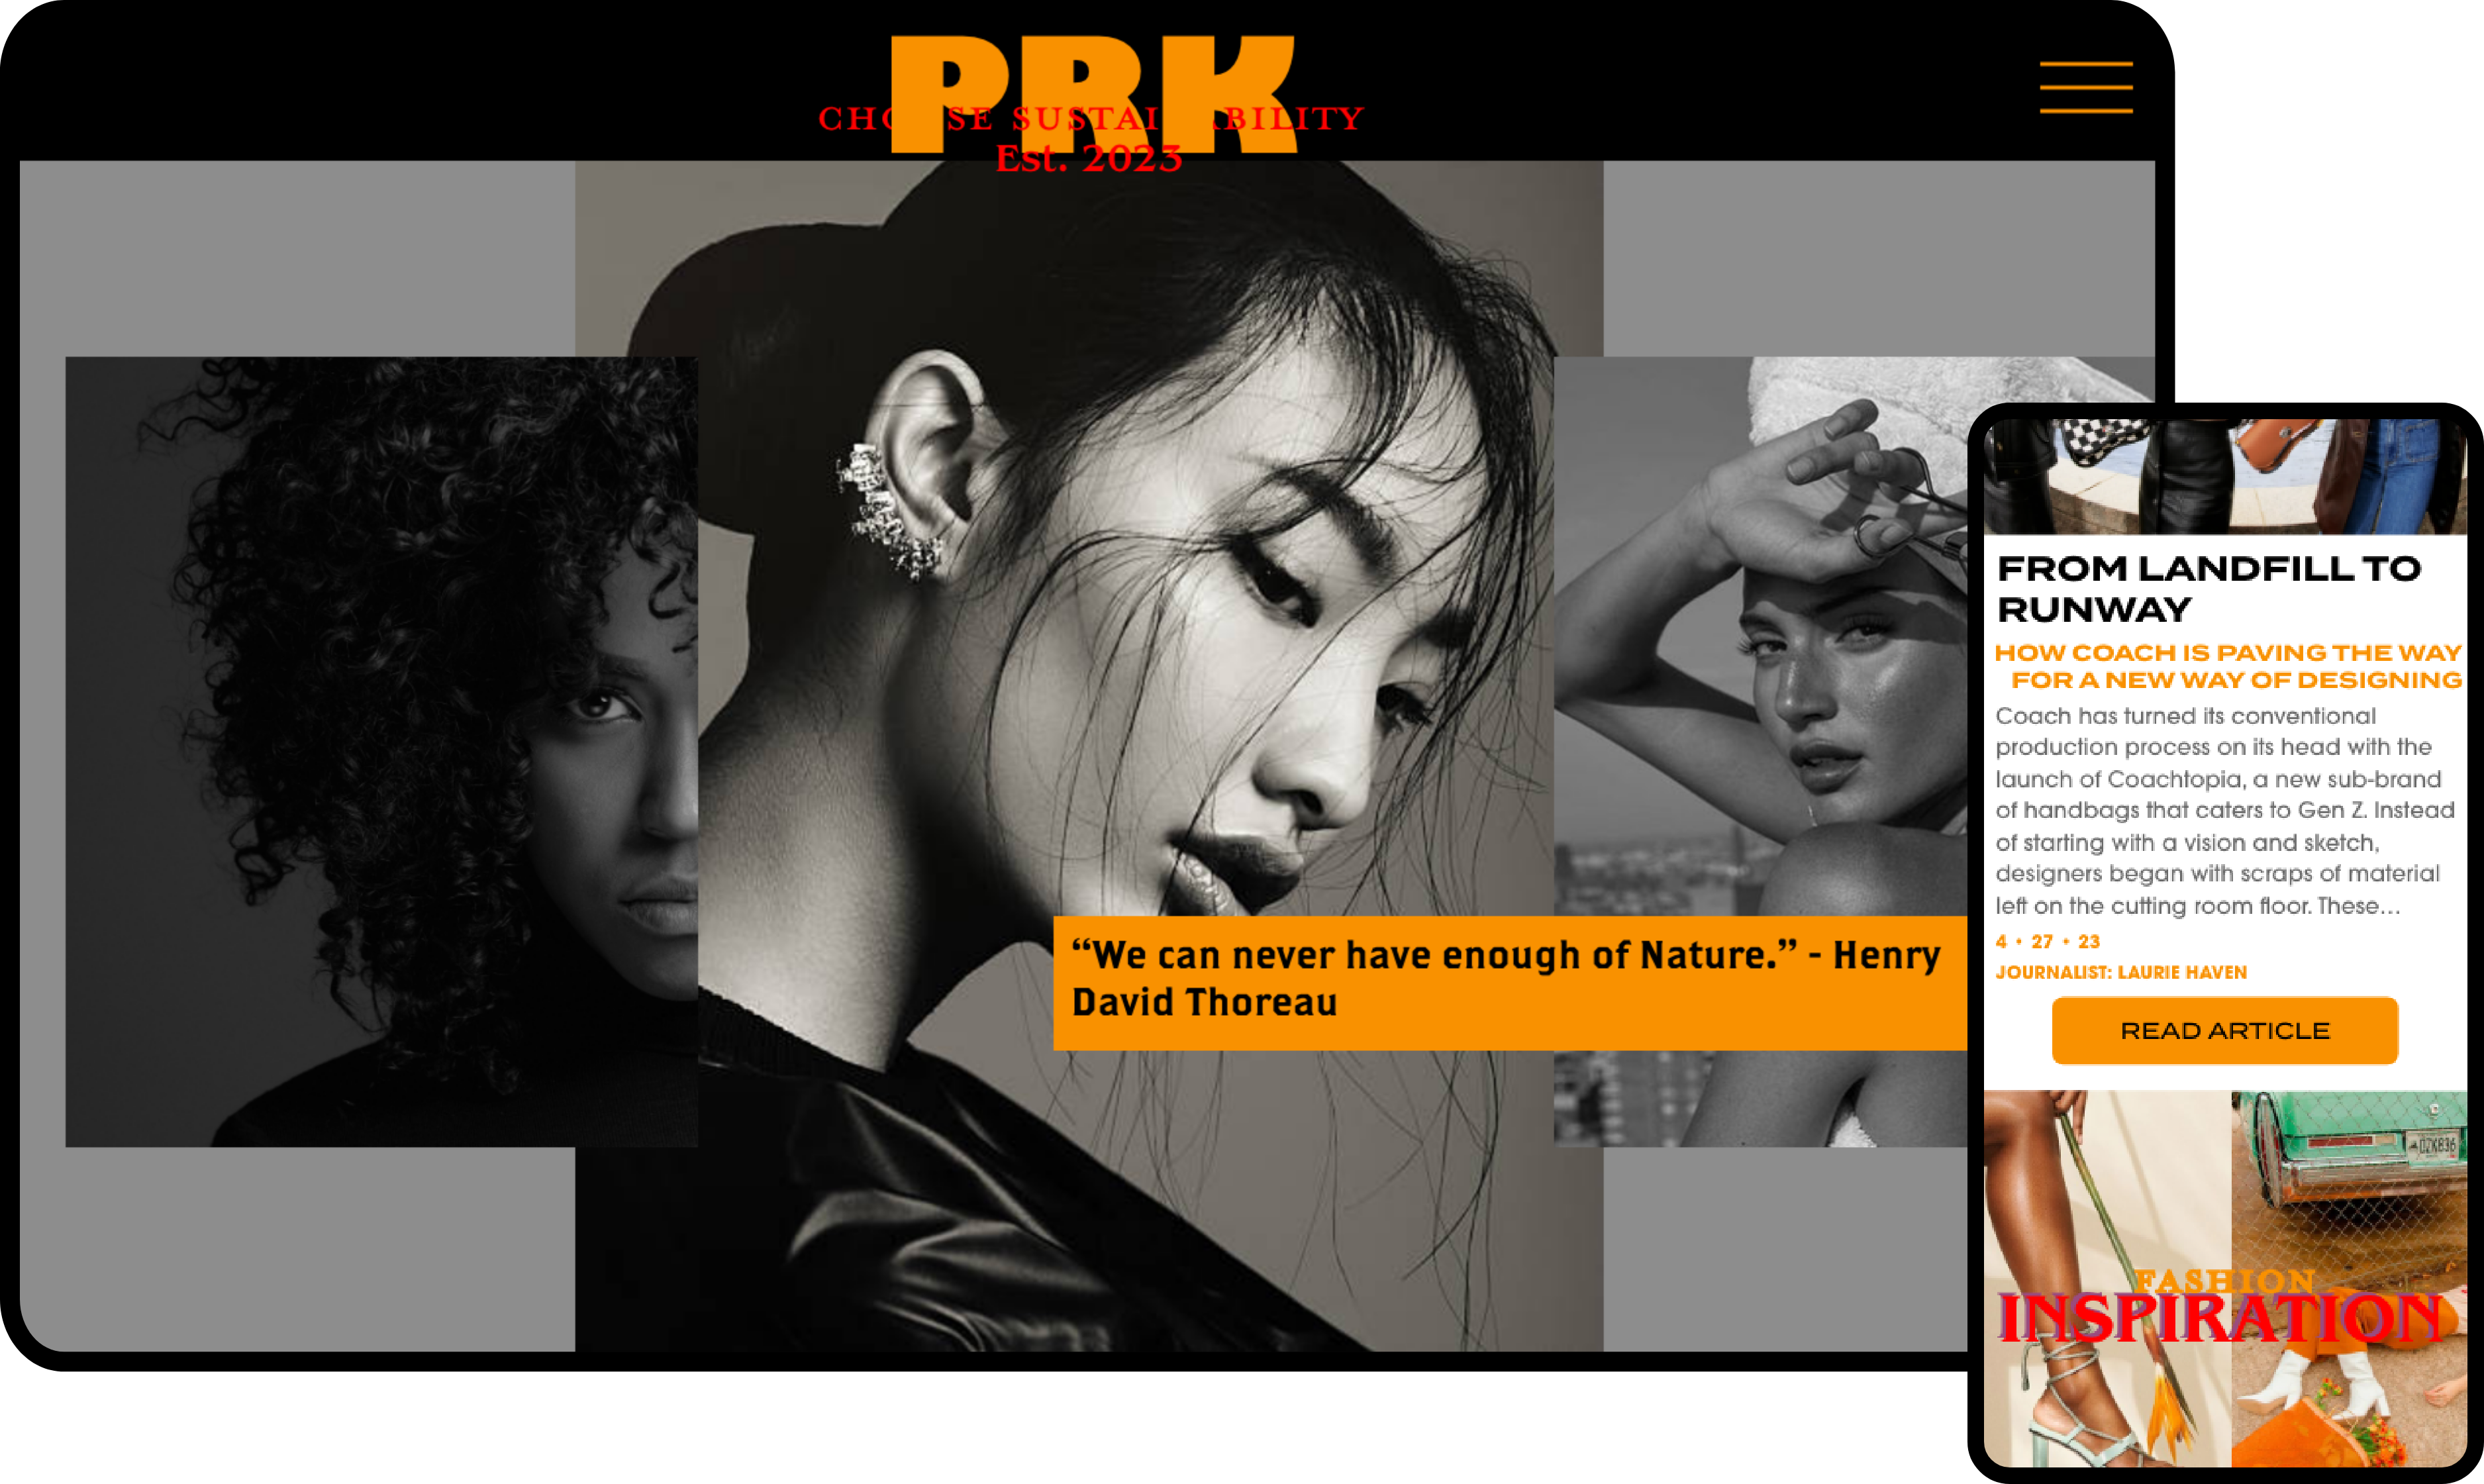 PRK
CHOOSE SUSTAINABILITY
Est. 2023
“We can never have enough of Nature.” - Henry
David Thoreau
FROM LANDFILL TO
RUNWAY
HOW COACH IS PAVING THE WAY
FOR A NEW WAY OF DESIGNING
Coach has turned its conventional
production process on its head with the
launch of Coachtopia, a new sub-brand
of handbags that caters to Gen Z. Instead
of starting with a vision and sketch,
designers began with scraps of material
left on the cutting room floor. These...
4 • 27 • 23
JOURNALIST: LAURIE HAVEN
READ ARTICLE
FASHION
INSPIRATION